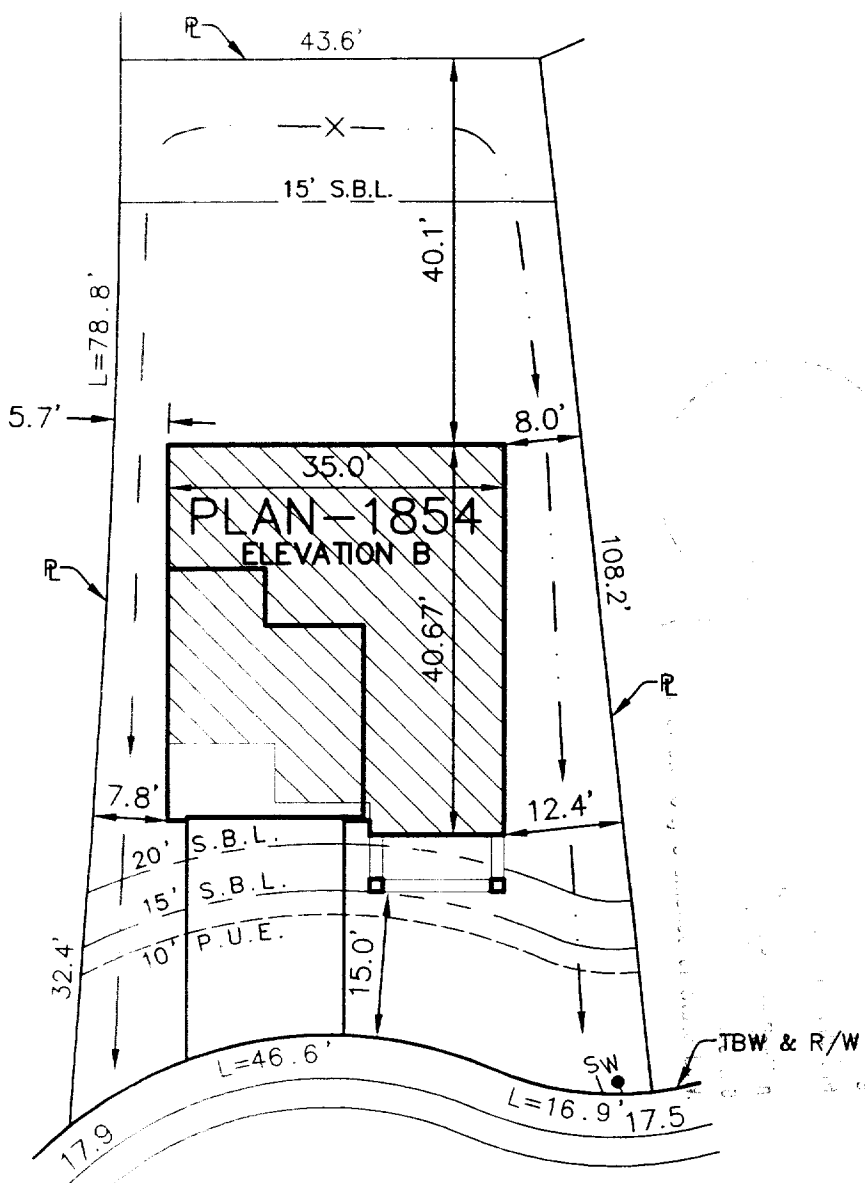 PL
43.6'
X
15' S.B.L.
40.1'
L=78.8'
5.7'
8.0'
35.0'
PLAN-1854
ELEVATION B
PL
108.2'
40.67'
PL
7.8'
12.4'
20' S.B.L.
15' S.B.L.
10' P.U.E.
32.4'
15.0'
TBW & R/W
SW
L=46.6'
L=16.9'
17.5
17.9